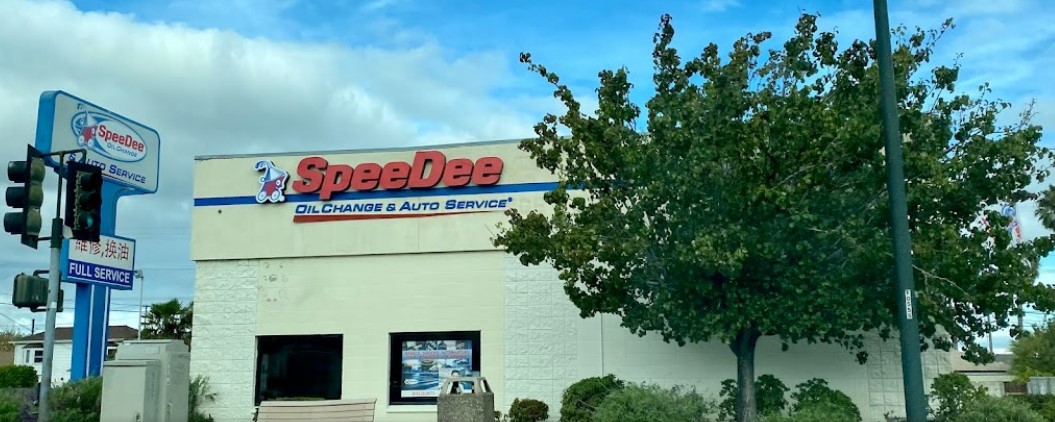 SpeeDee
OIL CHANGE
& AUTO SERVICE
維修,換油
FULL SERVICE
SpeeDee
OIL CHANGE & AUTO SERVICE®